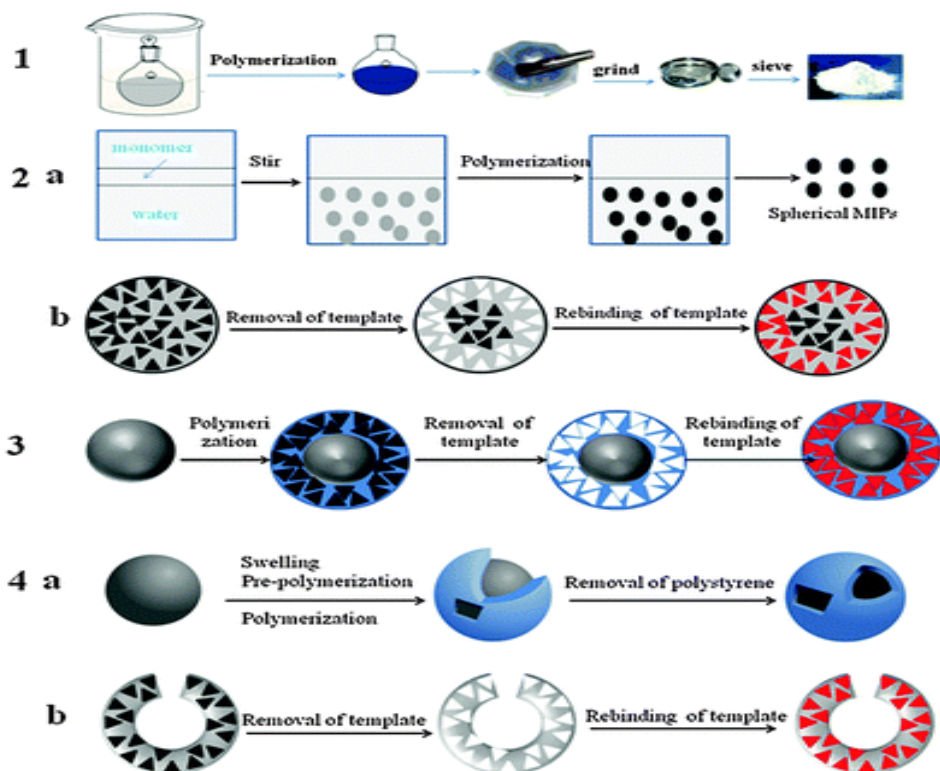 1
Polymerization
grind
sieve
2 a
monomer
water
Stir
Polymerization
Spherical MIPs
b
Removal of template
Rebinding of template
3
Polymeri
zation
Removal of
template
Rebinding of
template
4 a
Swelling
Pre-polymerization
Polymerization
Removal of polystyrene
b
Removal of template
Rebinding of template